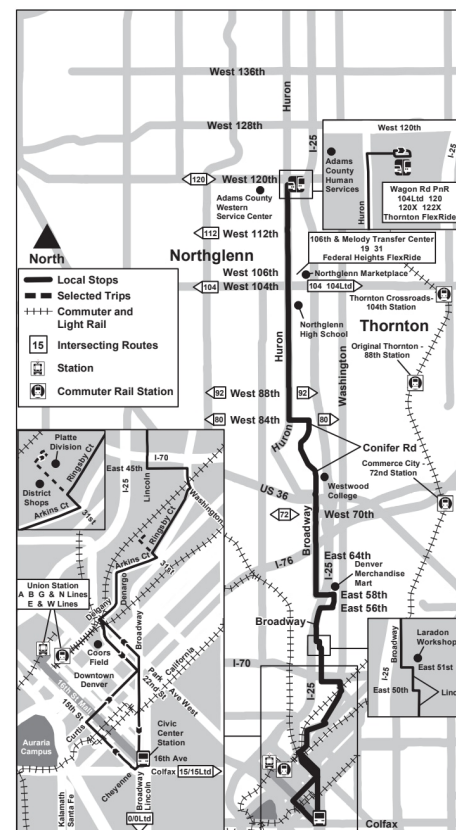 West 136th
Huron
West 128th
I-25
120
West 120th
Adams
County
Western
Service Center
Adams
County
Human
Services
West 120th
I-25
Huron
Wagon Rd PnR
104Ltd 120
120X 122X
Thornton FlexRide
112
West 112th
Northglenn
106th & Melody Transfer Center
19 31
Federal Heights FlexRide
West 106th
Northglenn Marketplace
104
West 104th
104 104Ltd
Thornton Crossroads-
104th Station
North
Local Stops
Selected Trips
Commuter and
Light Rail
15
Intersecting Routes
Station
Commuter Rail Station
Northglenn
High School
Thornton
Original Thornton -
88th Station
Huron
Washington
92
West 88th
92
80
West 84th
80
Huron
Conifer Rd
Commerce City -
72nd Station
US 36
Westwood
College
72
West 70th
Broadway
I-76
East 64th
I-25
Denver
Merchandise
Mart
East 58th
East 56th
Broadway
I-70
I-25
Colfax
Broadway
I-25
Laradon
Workshop
East 51st
East 50th
Linc
Platte
Division
Ringsby Ct
District
Shops
Arkins Ct
31st
I-70
East 45th
I-25
Lincoln
Washington
Ringsby Ct
Arkins Ct
31st
Denargo
Union Station
A B G & N Lines
E & W Lines
Delgany
Broadway
Coors
Field
Downtown
Denver
California
Park Ave West
22nd St
16th St Mall
15th St
Curtis
Civic
Center
Station
16th Ave
Auraria
Campus
Colfax
15/15Ltd
Cheyenne
Broadway
Lincoln
Kalamath
Santa Fe
0/0Ltd